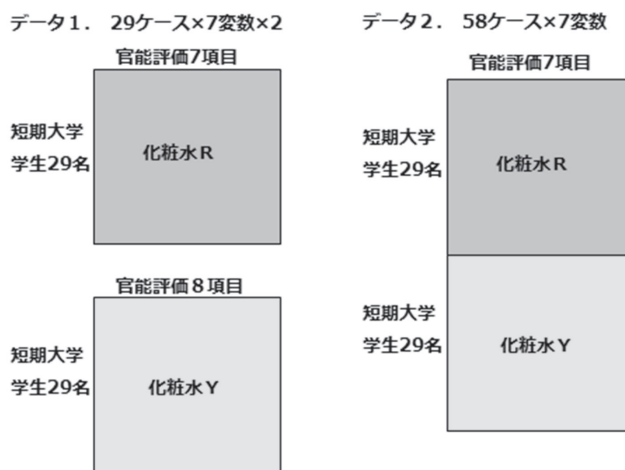 データ1． 29ケース×7変数×2
官能評価7項目
短期大学
学生29名
化粧水R
官能評価８項目
短期大学
学生29名
化粧水Y
データ2． 58ケース×7変数
官能評価7項目
短期大学
学生29名
化粧水R
短期大学
学生29名
化粧水Y